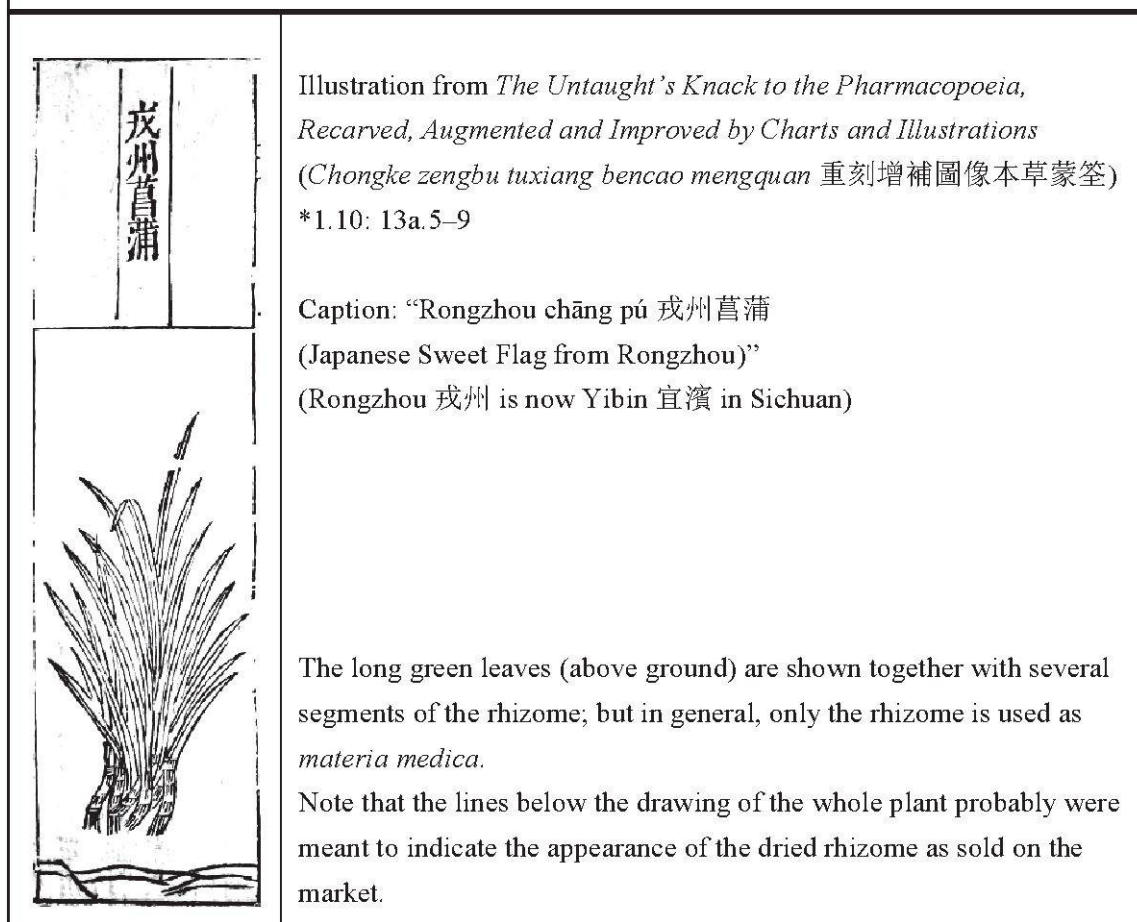 戎州菖蒲
Illustration from The Untaught’s Knack to the Pharmacopoeia,
Recarved, Augmented and Improved by Charts and Illustrations
(Chongke zengbu tuxiang bencao mengquan 重刻增補圖像本草蒙筌)
*1.10: 13a.5–9
Caption: “Rongzhou chāng pú 戎州菖蒲
(Japanese Sweet Flag from Rongzhou)”
(Rongzhou 戎州 is now Yibin 宜濱 in Sichuan)
The long green leaves (above ground) are shown together with several
segments of the rhizome; but in general, only the rhizome is used as
materia medica.
Note that the lines below the drawing of the whole plant probably were
meant to indicate the appearance of the dried rhizome as sold on the
market.